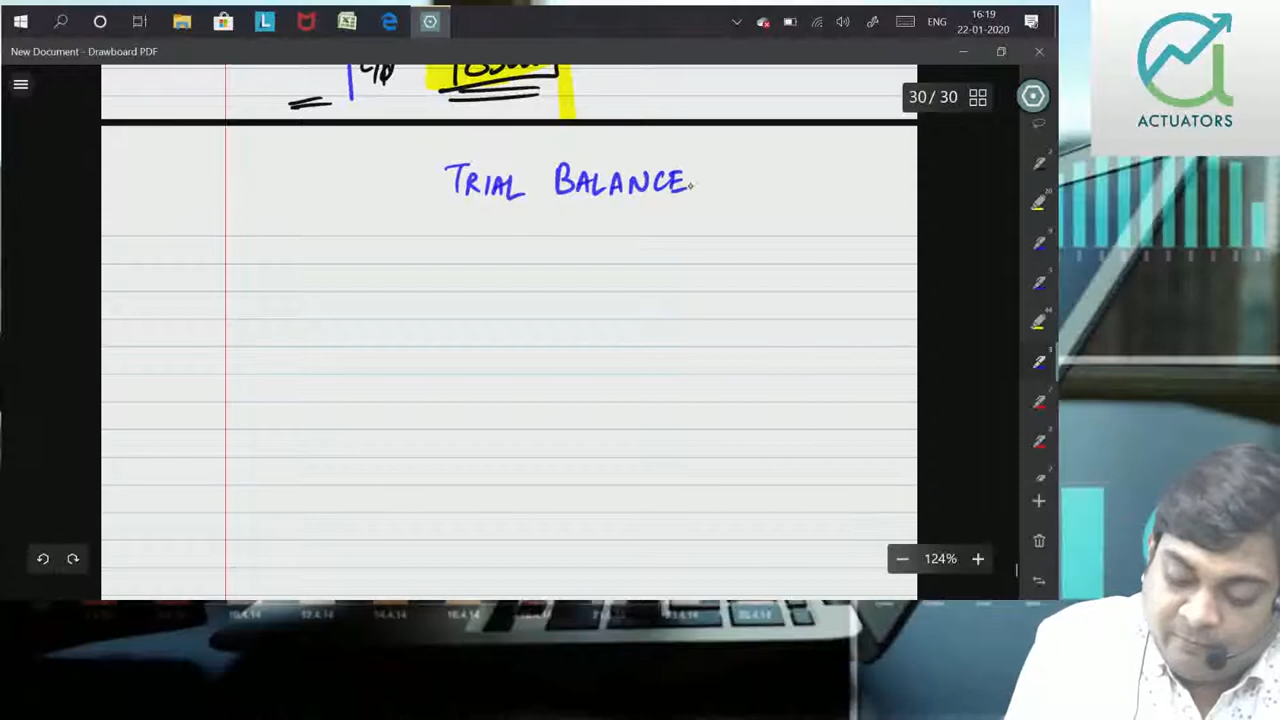 ENG
16:19
22-01-2020
New Document - Drawboard PDF
30 / 30
ACTUATORS
TRIAL BALANCE
124%